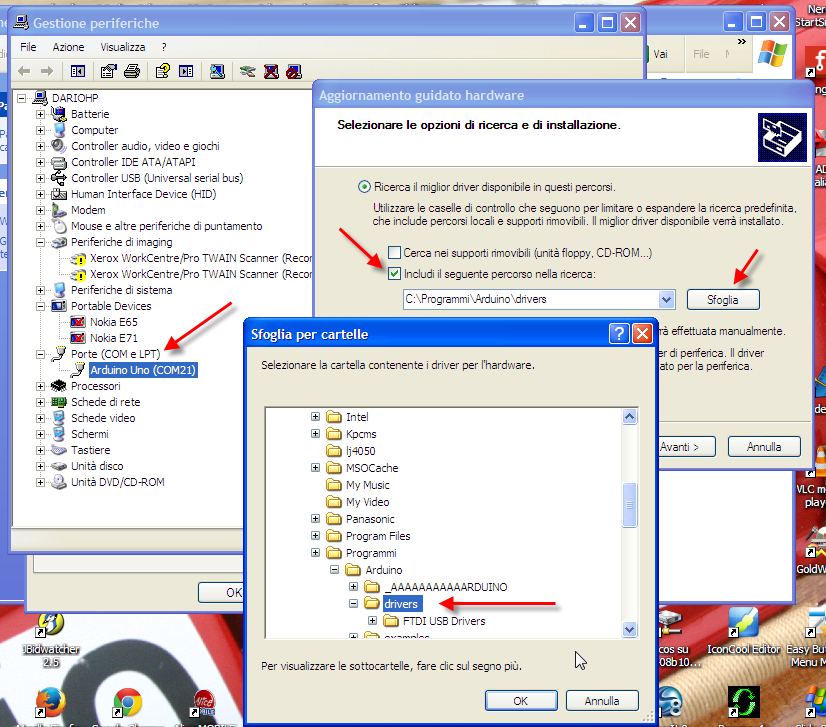 Gestione periferiche
File Azione Visualizza ?
DARIOHP
Batterie
Computer
Controller audio, video e giochi
Controller IDE ATA/ATAPI
Controller USB (Universal serial bus)
Human Interface Device (HID)
Modem
Mouse e altre periferiche di puntamento
Periferiche di imaging
Xerox WorkCentre/Pro TWAIN Scanner (Recor
Xerox WorkCentre/Pro TWAIN Scanner (Recor
Periferiche di sistema
Portable Devices
Nokia E65
Nokia E71
Porte (COM e LPT)
Arduino Uno (COM21)
Processori
Schede di rete
Schede video
Schermi
Tastiere
Unità disco
Unità DVD/CD-ROM
OK
Vai
File
»
Aggiornamento guidato hardware
Selezionare le opzioni di ricerca e di installazione.
Ricerca il miglior driver disponibile in questi percorsi.
Utilizzare le caselle di controllo che seguono per limitare o espandere la ricerca predefinita,
che include percorsi locali e supporti rimovibili. Il miglior driver disponibile verrà installato.
Cerca nei supporti rimovibili (unità floppy, CD-ROM...)
Includi il seguente percorso nella ricerca:
C:\Programmi\Arduino\drivers
Sfoglia
rà effettuata manualmente.
er di periferica. Il driver
ato per la periferica.
Avanti >
Annulla
Sfoglia per cartelle
Selezionare la cartella contenente i driver per l'hardware.
Intel
Kpcms
lj4050
MSOCache
My Music
My Video
Panasonic
Program Files
Programmi
Arduino
_AAAAAAAAAAARDUINO
drivers
FTDI USB Drivers
examples
Per visualizzare le sottocartelle, fare clic sul segno più.
OK
Annulla
JBidwatcher
2.5
Ner
StartS
VLC m
play
GoldW
cos su
08b10...
IconCool Editor
Easy Bu
Menu M